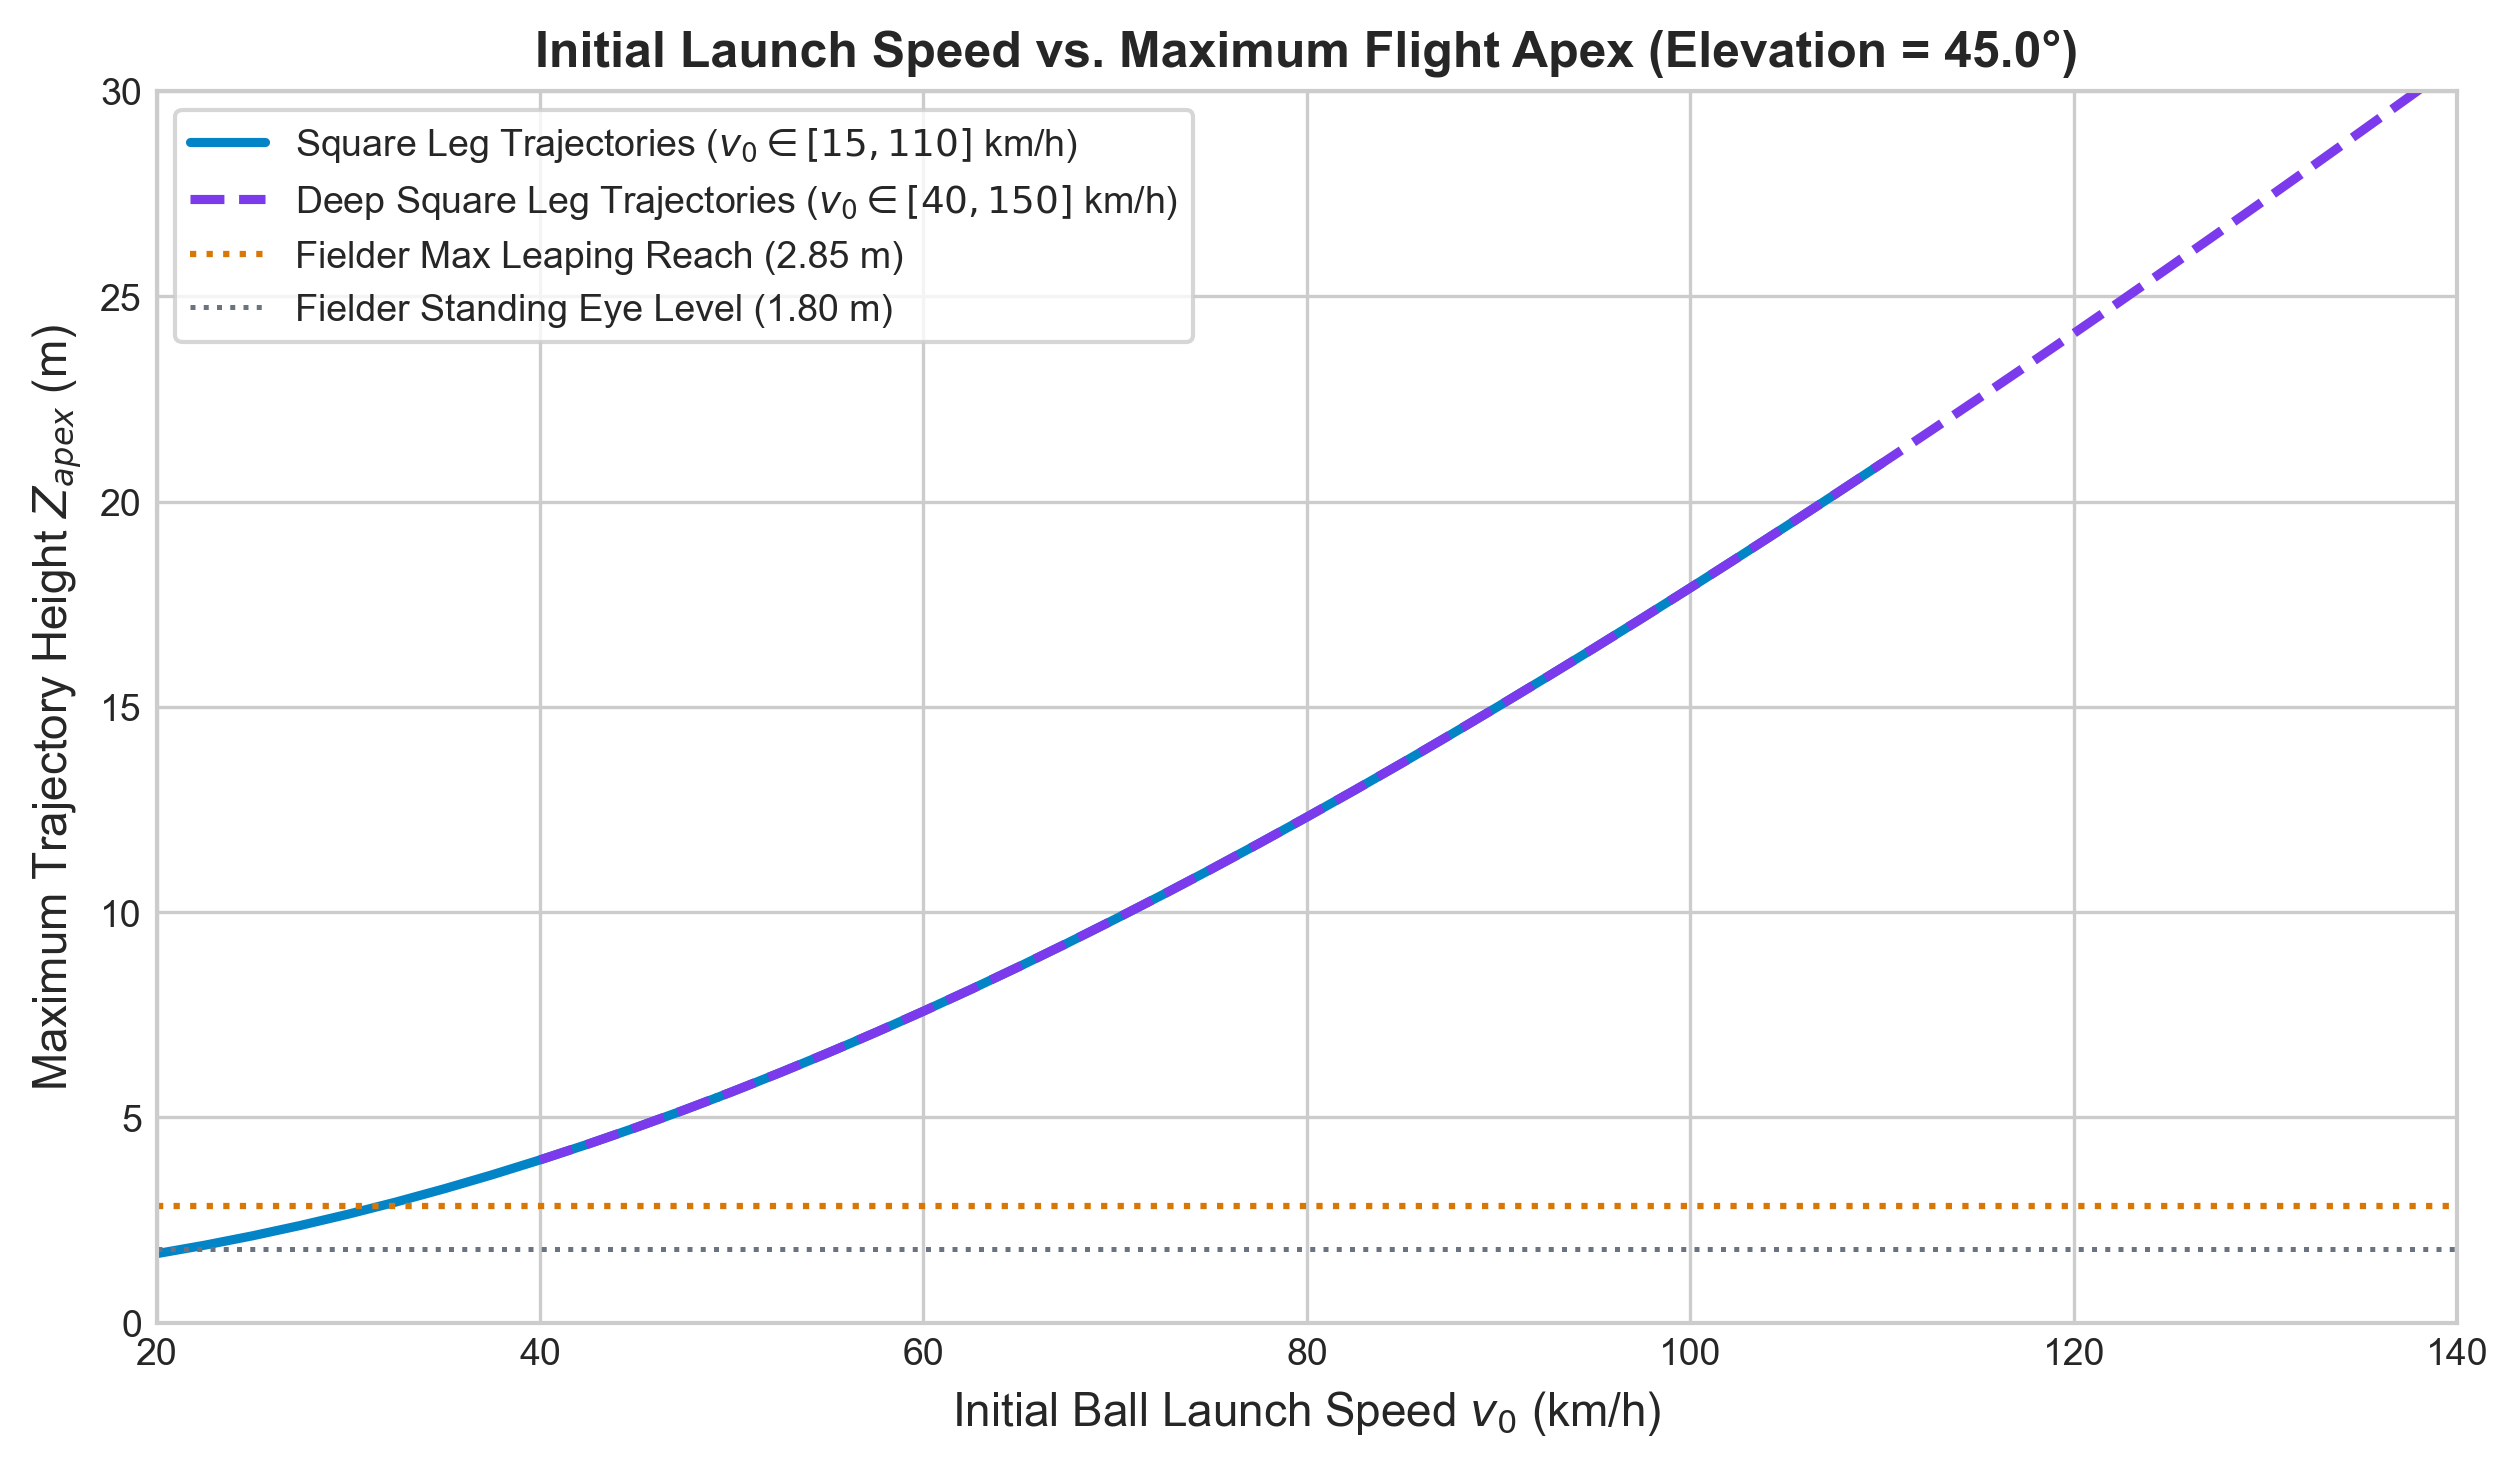 Initial Launch Speed vs. Maximum Flight Apex (Elevation = 45.0°)
Square Leg Trajectories (v₀ ∈ [15, 110] km/h)
Deep Square Leg Trajectories (v₀ ∈ [40, 150] km/h)
Fielder Max Leaping Reach (2.85 m)
Fielder Standing Eye Level (1.80 m)
Maximum Trajectory Height Z_apex (m)
30
25
20
15
10
5
0
20 40 60 80 100 120 140
Initial Ball Launch Speed v₀ (km/h)